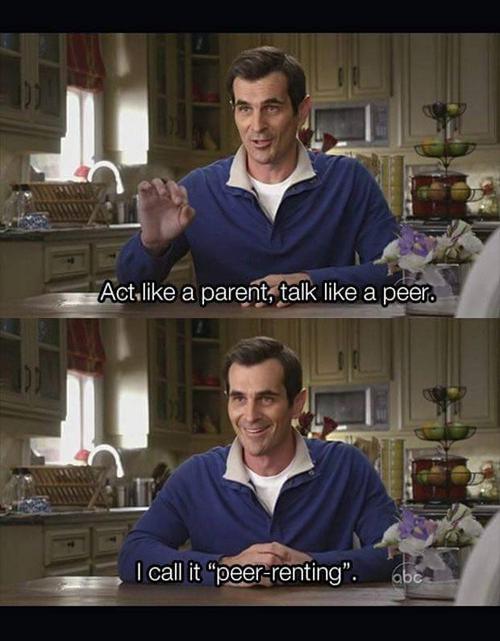 Act like a parent, talk like a peer.
I call it “peer-renting”.
abc